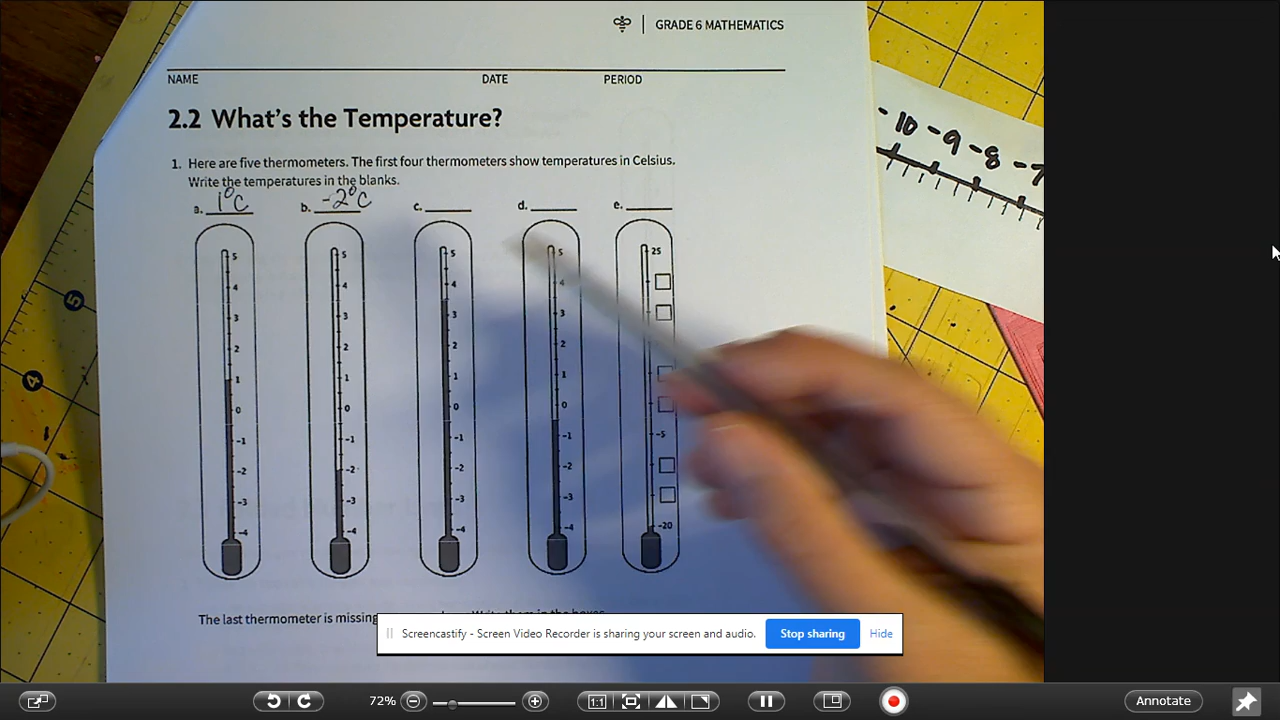 GRADE 6 MATHEMATICS
NAME DATE PERIOD
2.2 What's the Temperature?
1. Here are five thermometers. The first four thermometers show temperatures in Celsius.
Write the temperatures in the blanks.
a. 1°C b. -2°C c. d. e.
5 5 5 5 25
4 4 4 4
3 3 3 3
2 2 2 2
1 1 1 1
0 0 0 0
-1 -1 -1 -1 -5
-2 -2 -2 -2
-3 -3 -3 -3
-4 -4 -4 -4 -20
-10 -9 -8 -7
5
4
The last thermometer is missing
Screencastify - Screen Video Recorder is sharing your screen and audio.
Stop sharing
Hide
72%
1:1
Annotate